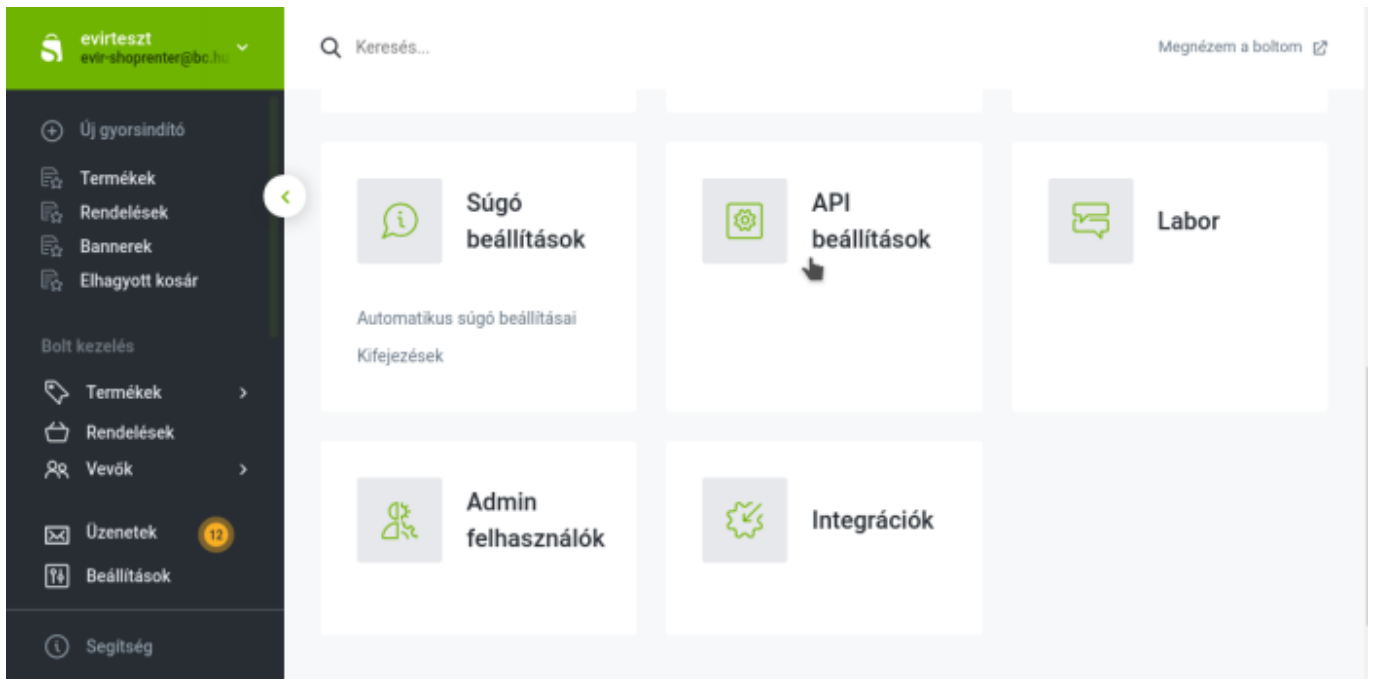 evirteszt
evir-shoprenter@bc.hu
Keresés...
Megnézem a boltom
Új gyorsindító
Termékek
Rendelések
Bannerek
Elhagyott kosár
Bolt kezelés
Termékek
Rendelések
Vevők
Üzenetek 12
Beállítások
Segítség
Súgó
beállítások
Automatikus súgó beállításai
Kifejezések
API
beállítások
Labor
Admin
felhasználók
Integrációk